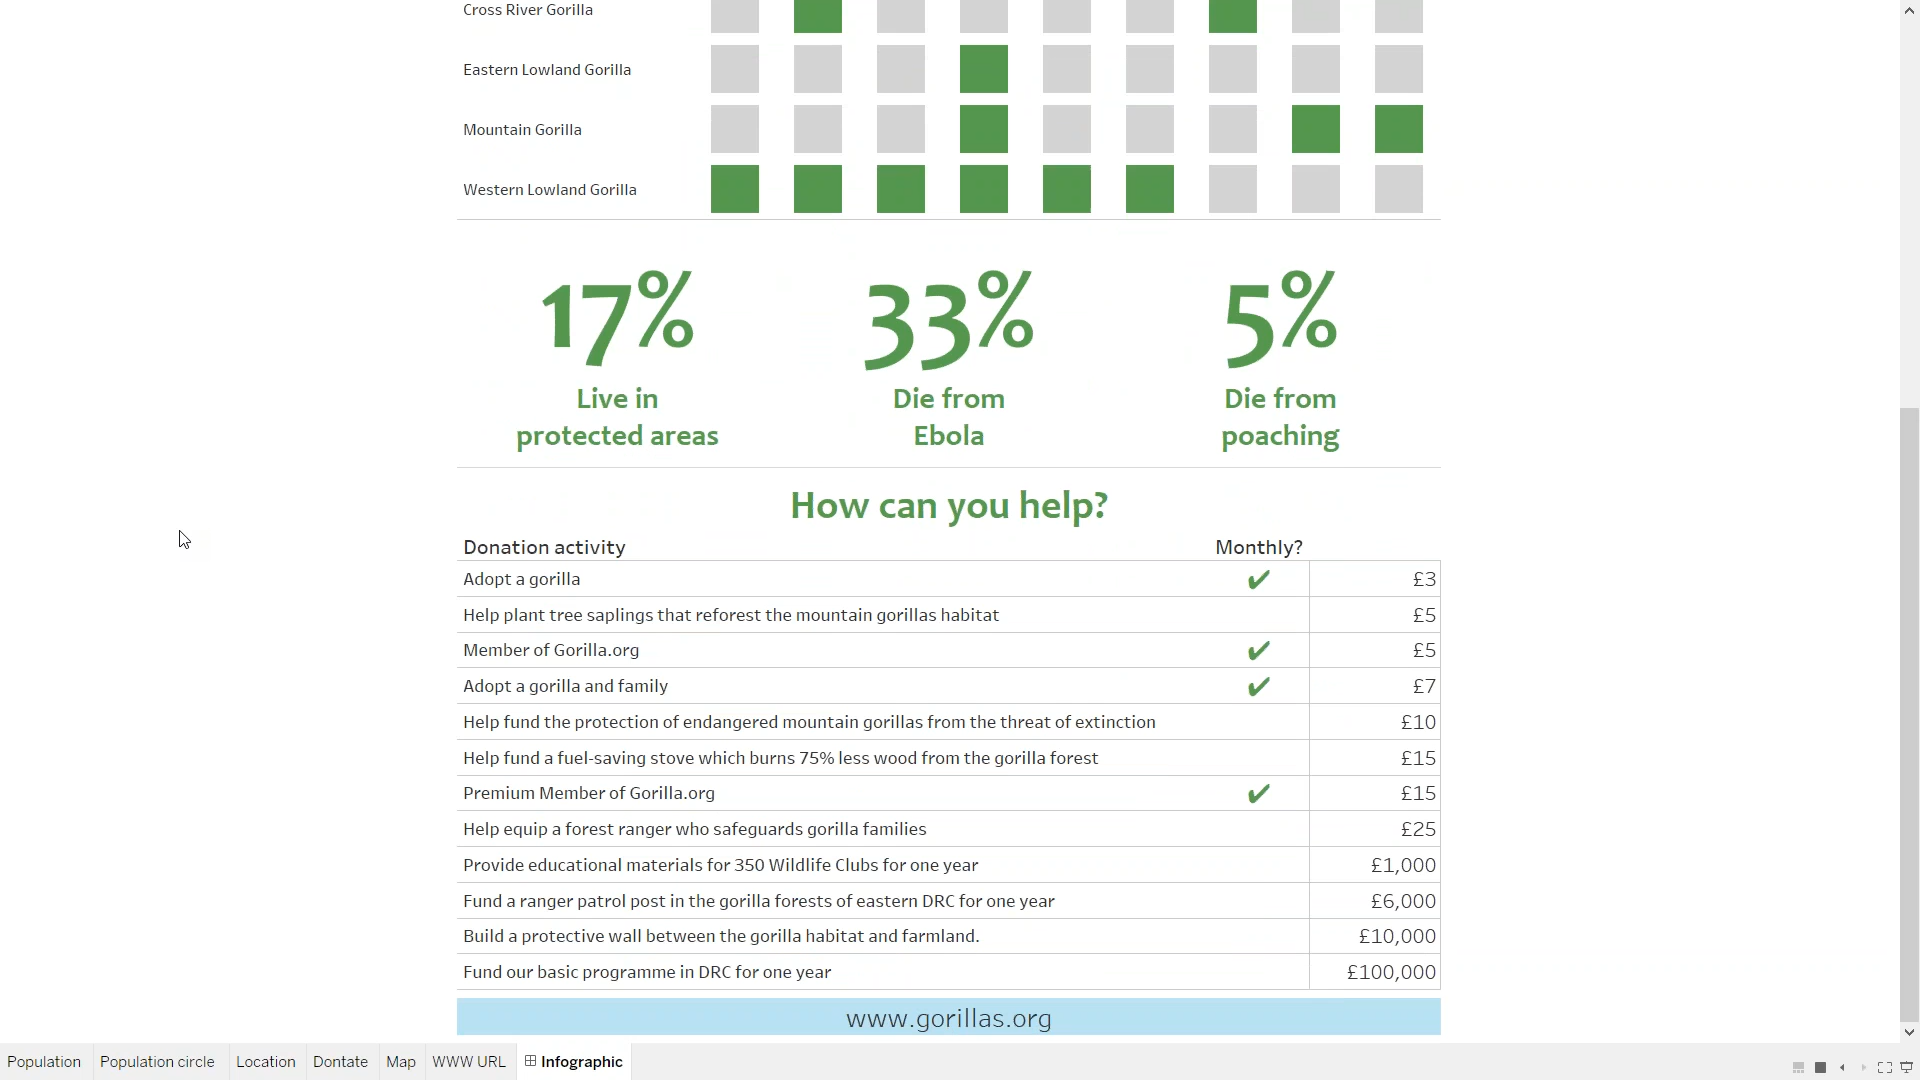 Cross River Gorilla
Eastern Lowland Gorilla
Mountain Gorilla
Western Lowland Gorilla
17% 33% 5%
Live in Die from Die from
protected areas Ebola poaching
How can you help?
Donation activity Monthly?
Adopt a gorilla ✔ £3
Help plant tree saplings that reforest the mountain gorillas habitat £5
Member of Gorilla.org ✔ £5
Adopt a gorilla and family ✔ £7
Help fund the protection of endangered mountain gorillas from the threat of extinction £10
Help fund a fuel-saving stove which burns 75% less wood from the gorilla forest £15
Premium Member of Gorilla.org ✔ £15
Help equip a forest ranger who safeguards gorilla families £25
Provide educational materials for 350 Wildlife Clubs for one year £1,000
Fund a ranger patrol post in the gorilla forests of eastern DRC for one year £6,000
Build a protective wall between the gorilla habitat and farmland. £10,000
Fund our basic programme in DRC for one year £100,000
www.gorillas.org
Population Population circle Location Dontate Map WWW URL Infographic